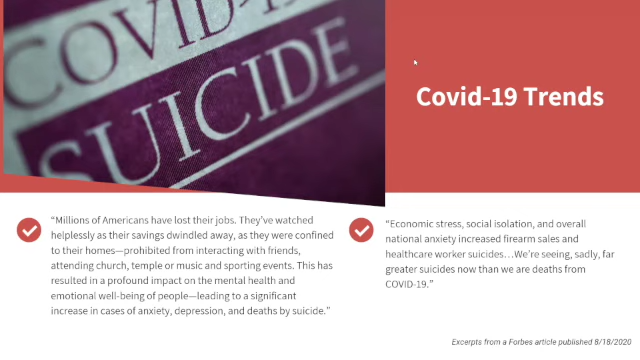 COVID-19
SUICIDE
Covid-19 Trends
“Millions of Americans have lost their jobs. They’ve watched
helplessly as their savings dwindled away, as they were confined
to their homes—prohibited from interacting with friends,
attending church, temple or music and sporting events. This has
resulted in a profound impact on the mental health and
emotional well-being of people—leading to a significant
increase in cases of anxiety, depression, and deaths by suicide.”
“Economic stress, social isolation, and overall
national anxiety increased firearm sales and
healthcare worker suicides…We’re seeing, sadly, far
greater suicides now than we are deaths from
COVID-19.”
Excerpts from a Forbes article published 8/18/2020